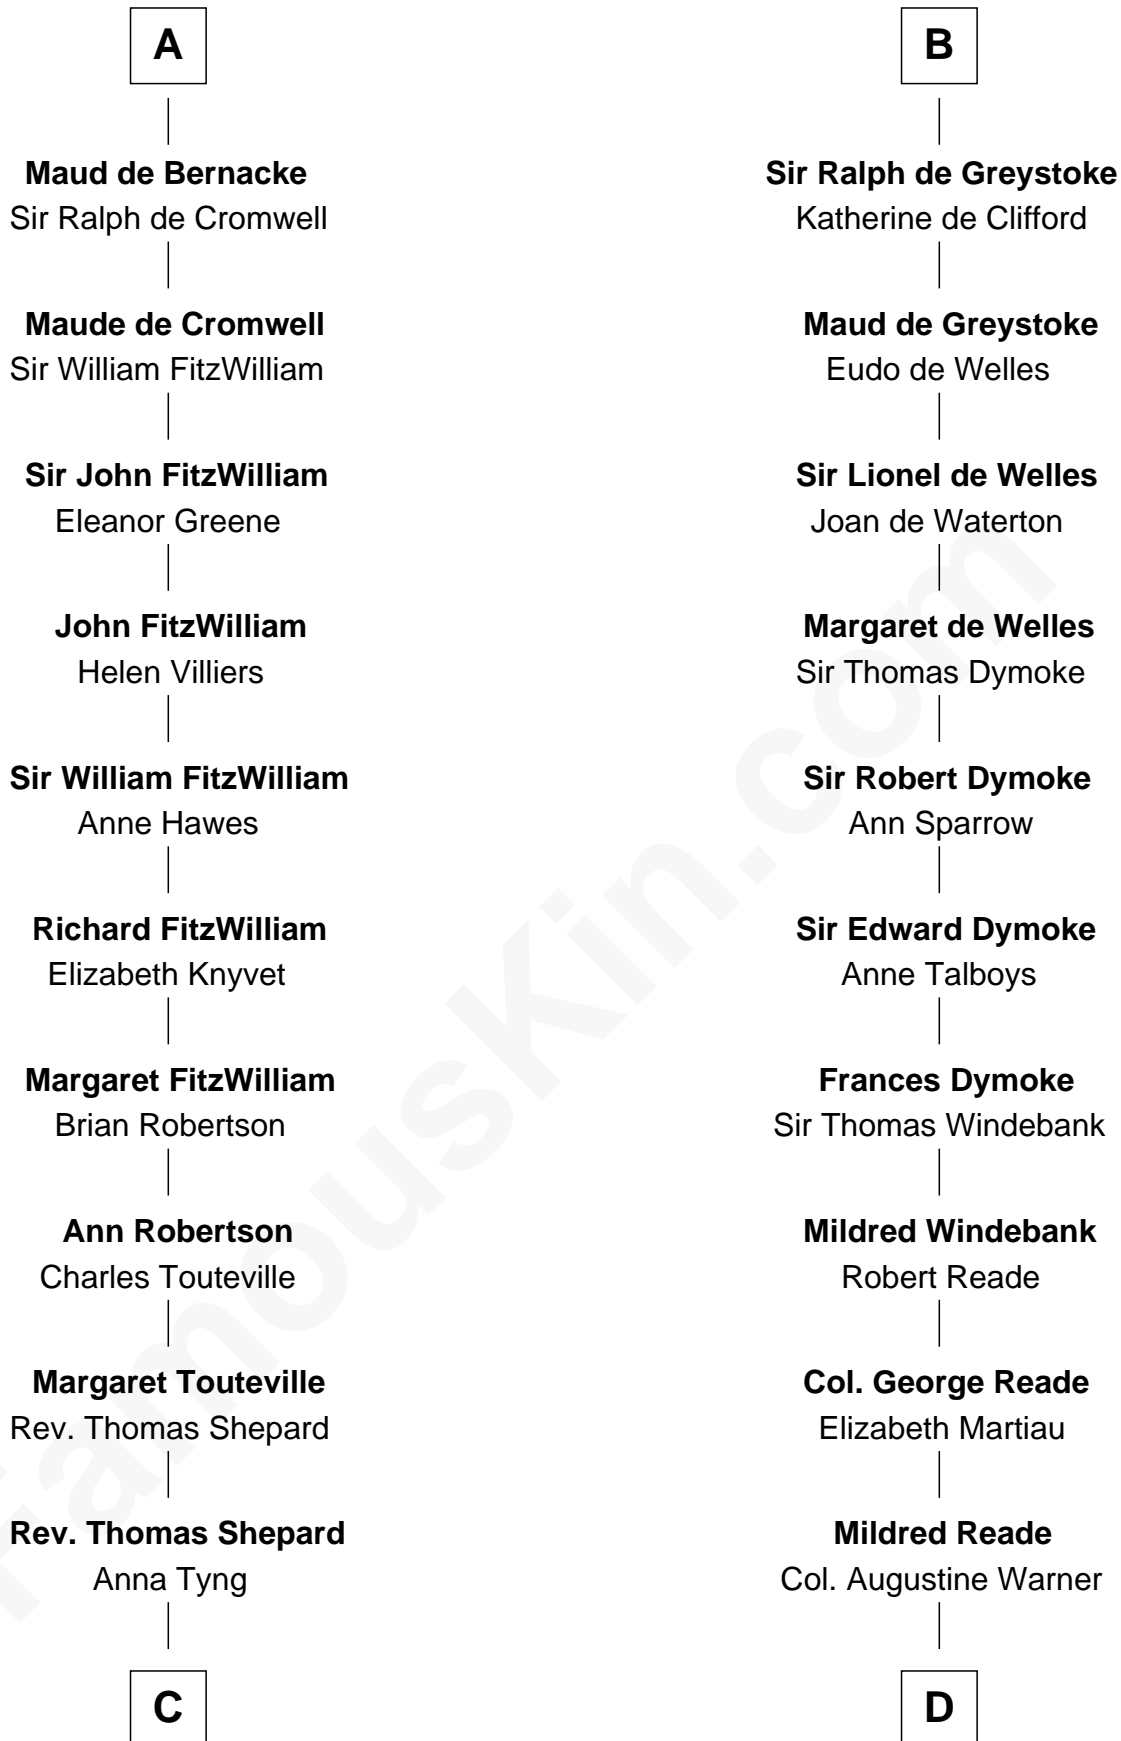 A
Maud de Bernacke
Sir Ralph de Cromwell
Maude de Cromwell
Sir William FitzWilliam
Sir John FitzWilliam
Eleanor Greene
John FitzWilliam
Helen Villiers
Sir William FitzWilliam
Anne Hawes
Richard FitzWilliam
Elizabeth Knyvet
Margaret FitzWilliam
Brian Robertson
Ann Robertson
Charles Touteville
Margaret Touteville
Rev. Thomas Shepard
Rev. Thomas Shepard
Anna Tyng
C
B
Sir Ralph de Greystoke
Katherine de Clifford
Maud de Greystoke
Eudo de Welles
Sir Lionel de Welles
Joan de Waterton
Margaret de Welles
Sir Thomas Dymoke
Sir Robert Dymoke
Ann Sparrow
Sir Edward Dymoke
Anne Talboys
Frances Dymoke
Sir Thomas Windebank
Mildred Windebank
Robert Reade
Col. George Reade
Elizabeth Martiau
Mildred Reade
Col. Augustine Warner
D
FamousKin.com